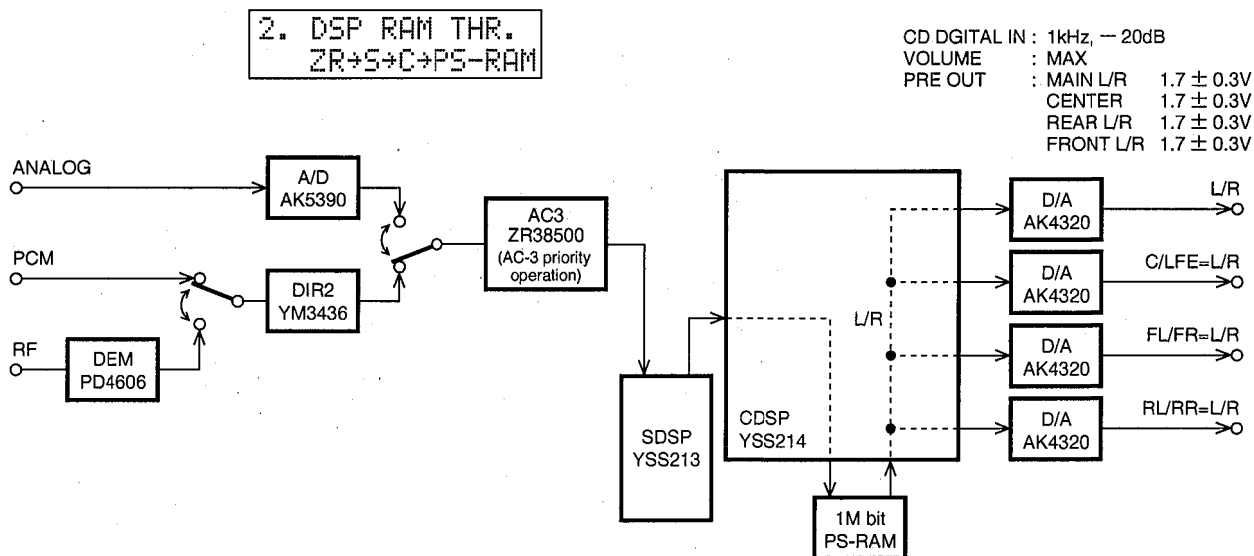 2. DSP RAM THR.
ZR→S→C→PS-RAM
CD DGITAL IN : 1kHz, — 20dB
VOLUME : MAX
PRE OUT : MAIN L/R 1.7 ± 0.3V
CENTER 1.7 ± 0.3V
REAR L/R 1.7 ± 0.3V
FRONT L/R 1.7 ± 0.3V
ANALOG
A/D
AK5390
PCM
DIR2
YM3436
RF
DEM
PD4606
AC3
ZR38500
(AC-3 priority
operation)
SDSP
YSS213
L/R
CDSP
YSS214
1M bit
PS-RAM
D/A
AK4320
L/R
D/A
AK4320
C/LFE=L/R
D/A
AK4320
FL/FR=L/R
D/A
AK4320
RL/RR=L/R